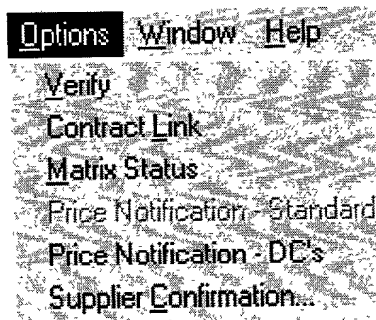 Options Window Help
Verify
Contract Link
Matrix Status
Price Notification - Standard
Price Notification - DC's
Supplier Confirmation...